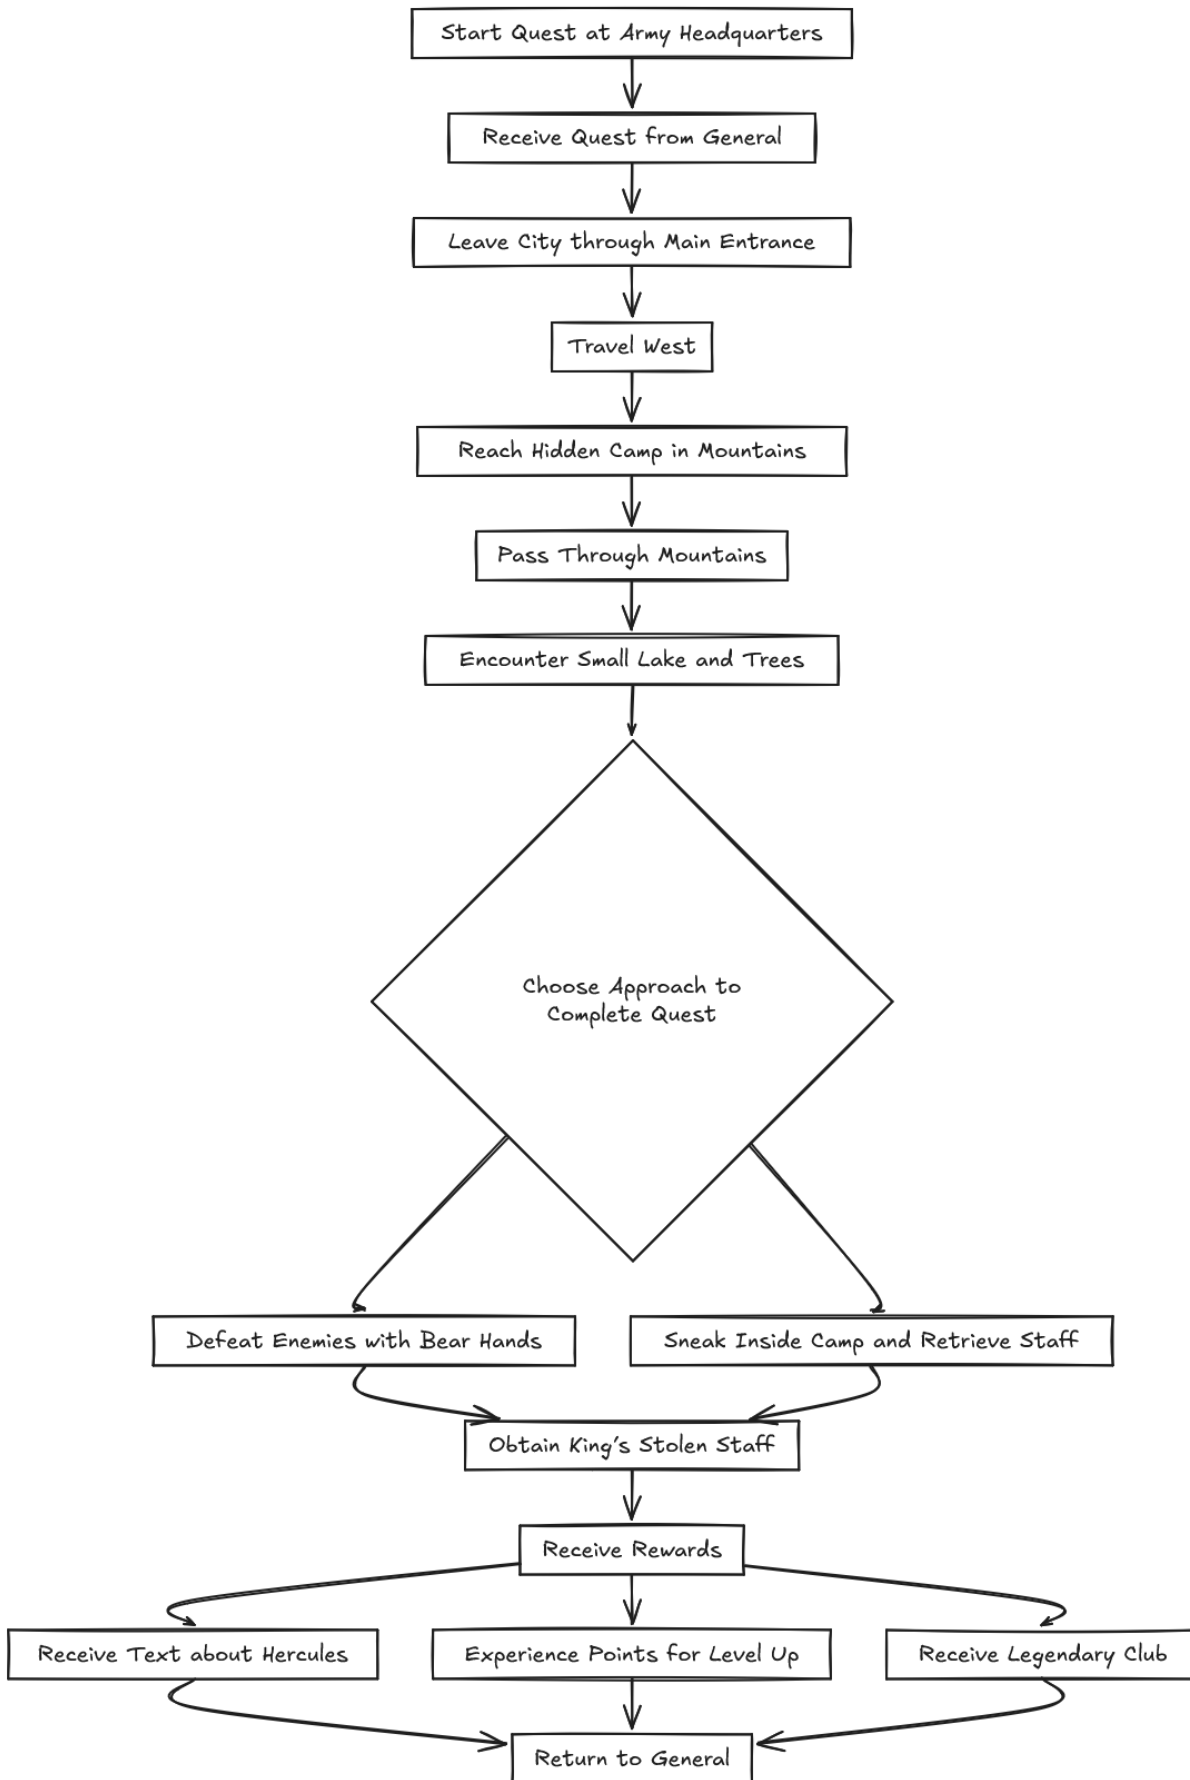 Start Quest at Army Headquarters
Receive Quest from General
Leave City through Main Entrance
Travel West
Reach Hidden Camp in Mountains
Pass Through Mountains
Encounter Small Lake and Trees
Choose Approach to
Complete Quest
Defeat Enemies with Bear Hands
Sneak Inside Camp and Retrieve Staff
Obtain King's Stolen Staff
Receive Rewards
Receive Text about Hercules
Experience Points for Level Up
Receive Legendary Club
Return to General